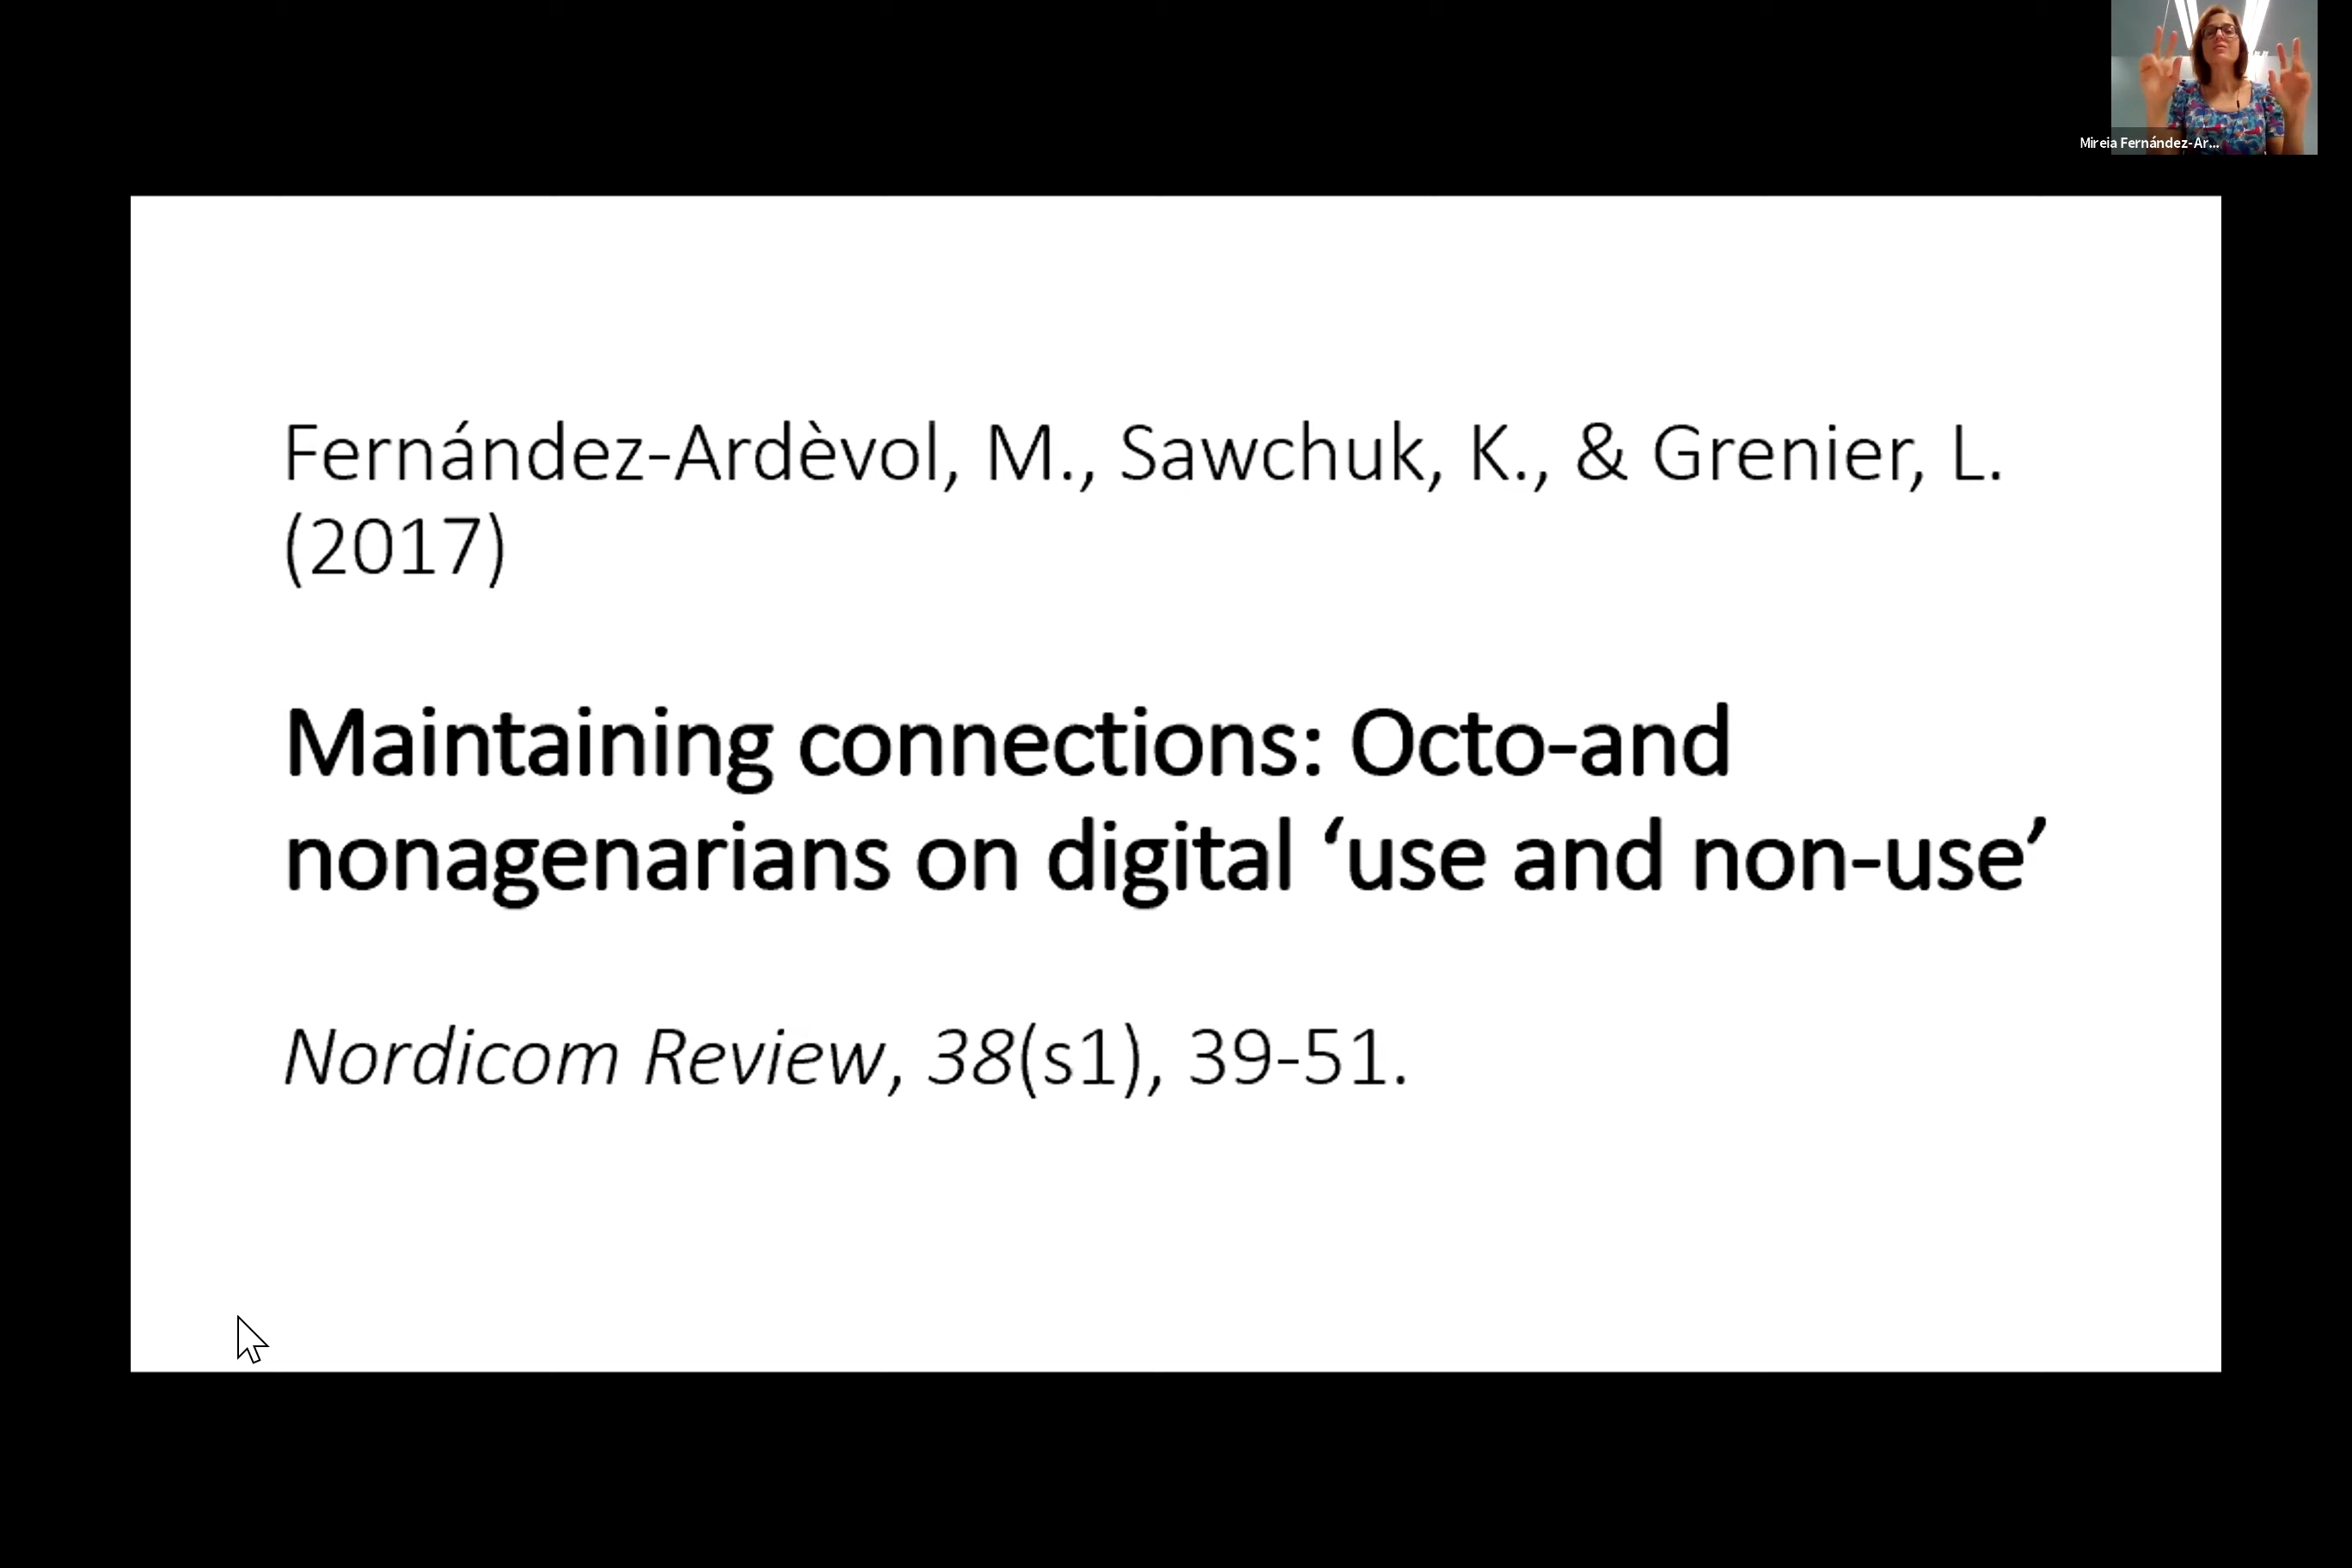 Mireia Fernández-Ar...
Fernández-Ardèvol, M., Sawchuk, K., & Grenier, L.
(2017)
Maintaining connections: Octo-and
nonagenarians on digital ‘use and non-use’
Nordicom Review, 38(s1), 39-51.